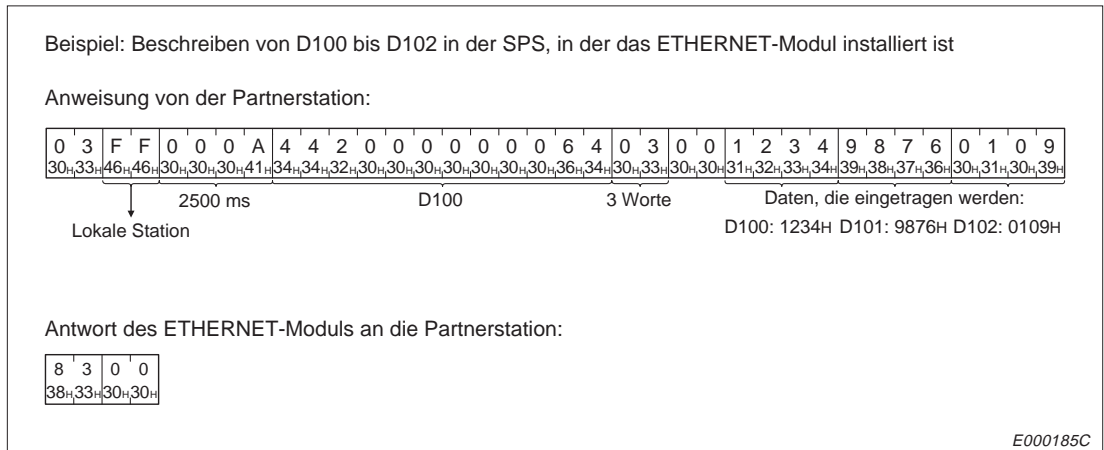 Beispiel: Beschreiben von D100 bis D102 in der SPS, in der das ETHERNET-Modul installiert ist
Anweisung von der Partnerstation:
0 3 F F 0 0 0 A 4 4 2 0 0 0 0 0 0 0 0 0 6 4 0 3 0 0 1 2 3 4 9 8 7 6 0 1 0 9
30H 33H 46H 46H 30H 30H 30H 41H 34H 34H 32H 30H 30H 30H 30H 30H 30H 36H 34H 30H 33H 30H 30H 31H 32H 33H 34H 39H 38H 37H 36H 30H 31H 30H 39H
2500 ms D100 3 Worte Daten, die eingetragen werden:
Lokale Station D100: 1234H D101: 9876H D102: 0109H
Antwort des ETHERNET-Moduls an die Partnerstation:
8 3 0 0
38H 33H 30H 30H
E000185C